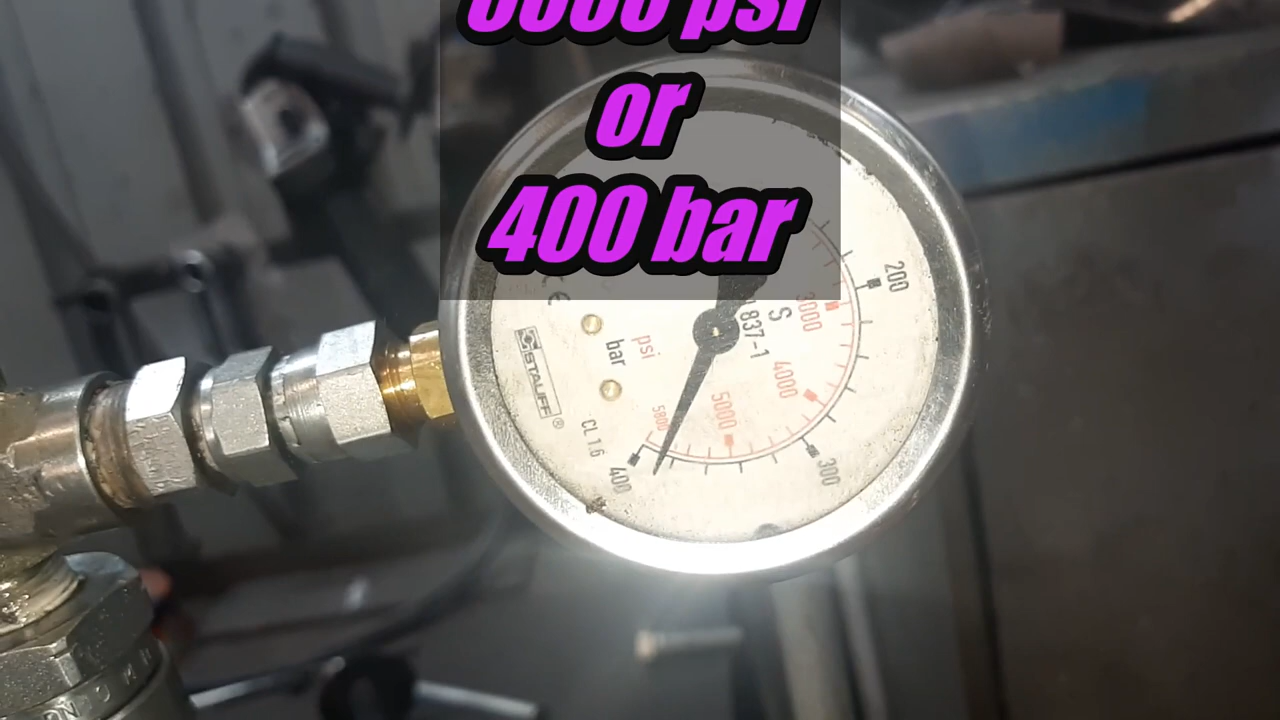 psi
or
400 bar
200
S
837-1
3000
psi
bar
4000
STAUFF®
5000
5800
CL 1.6
400
300